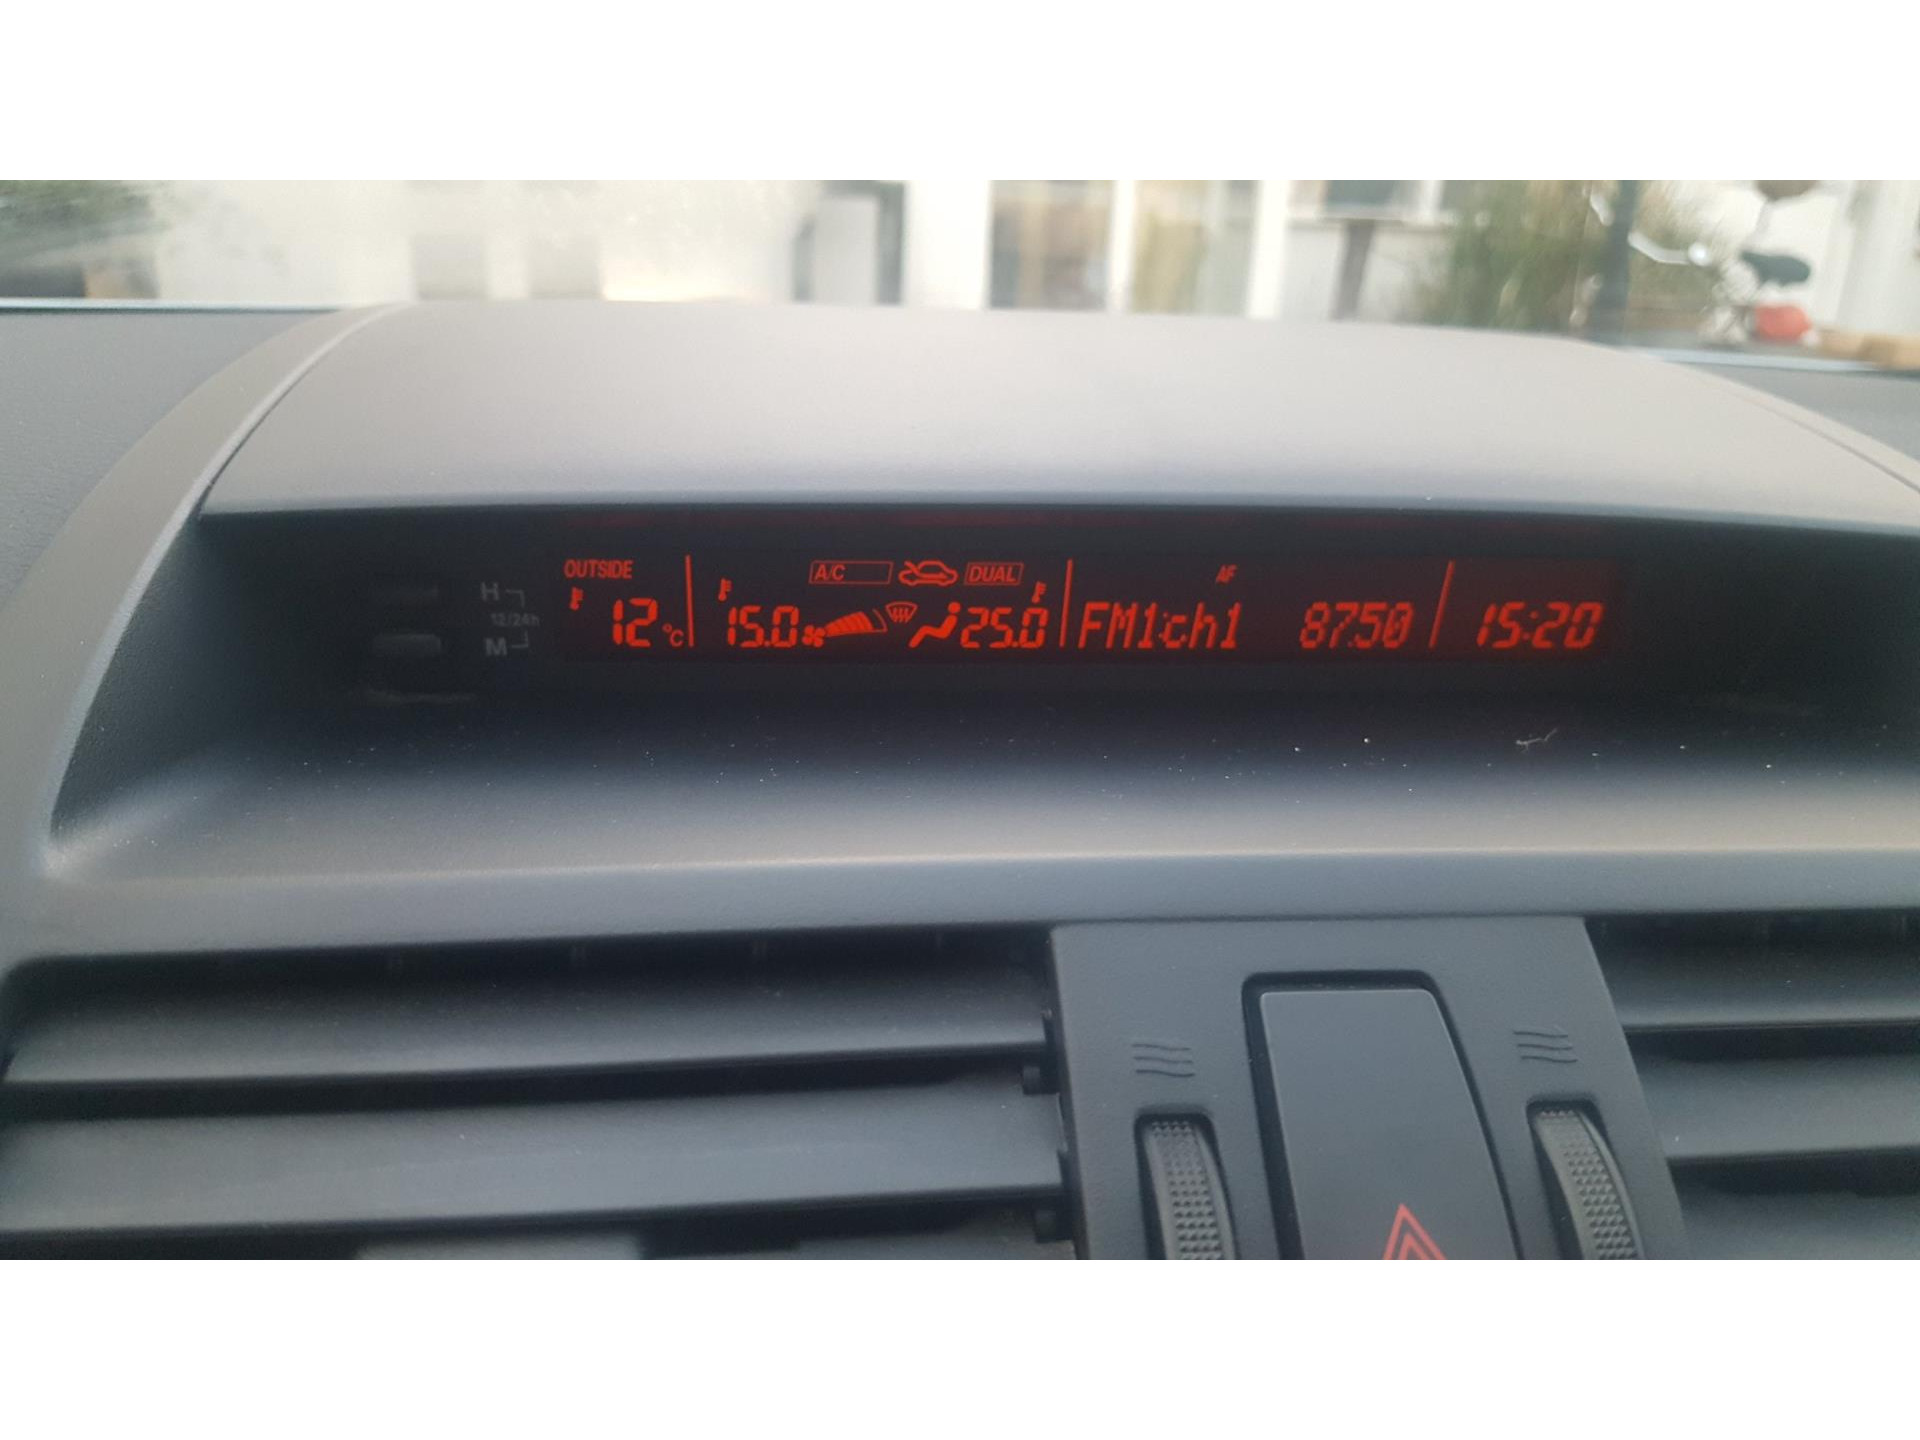 OUTSIDE A/C DUAL AF
H
12/24h
M
12 °C 15.0 25.0 FM1:ch1 87.50 15:20